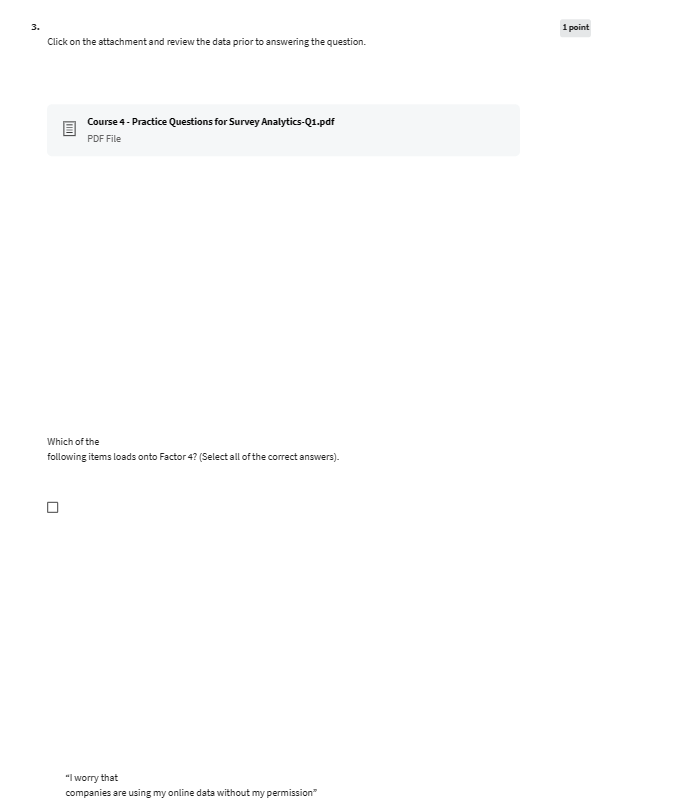 3.
1 point
Click on the attachment and review the data prior to answering the question.
Course 4 - Practice Questions for Survey Analytics-Q1.pdf
PDF File
Which of the
following items loads onto Factor 4? (Select all of the correct answers).
“I worry that
companies are using my online data without my permission”